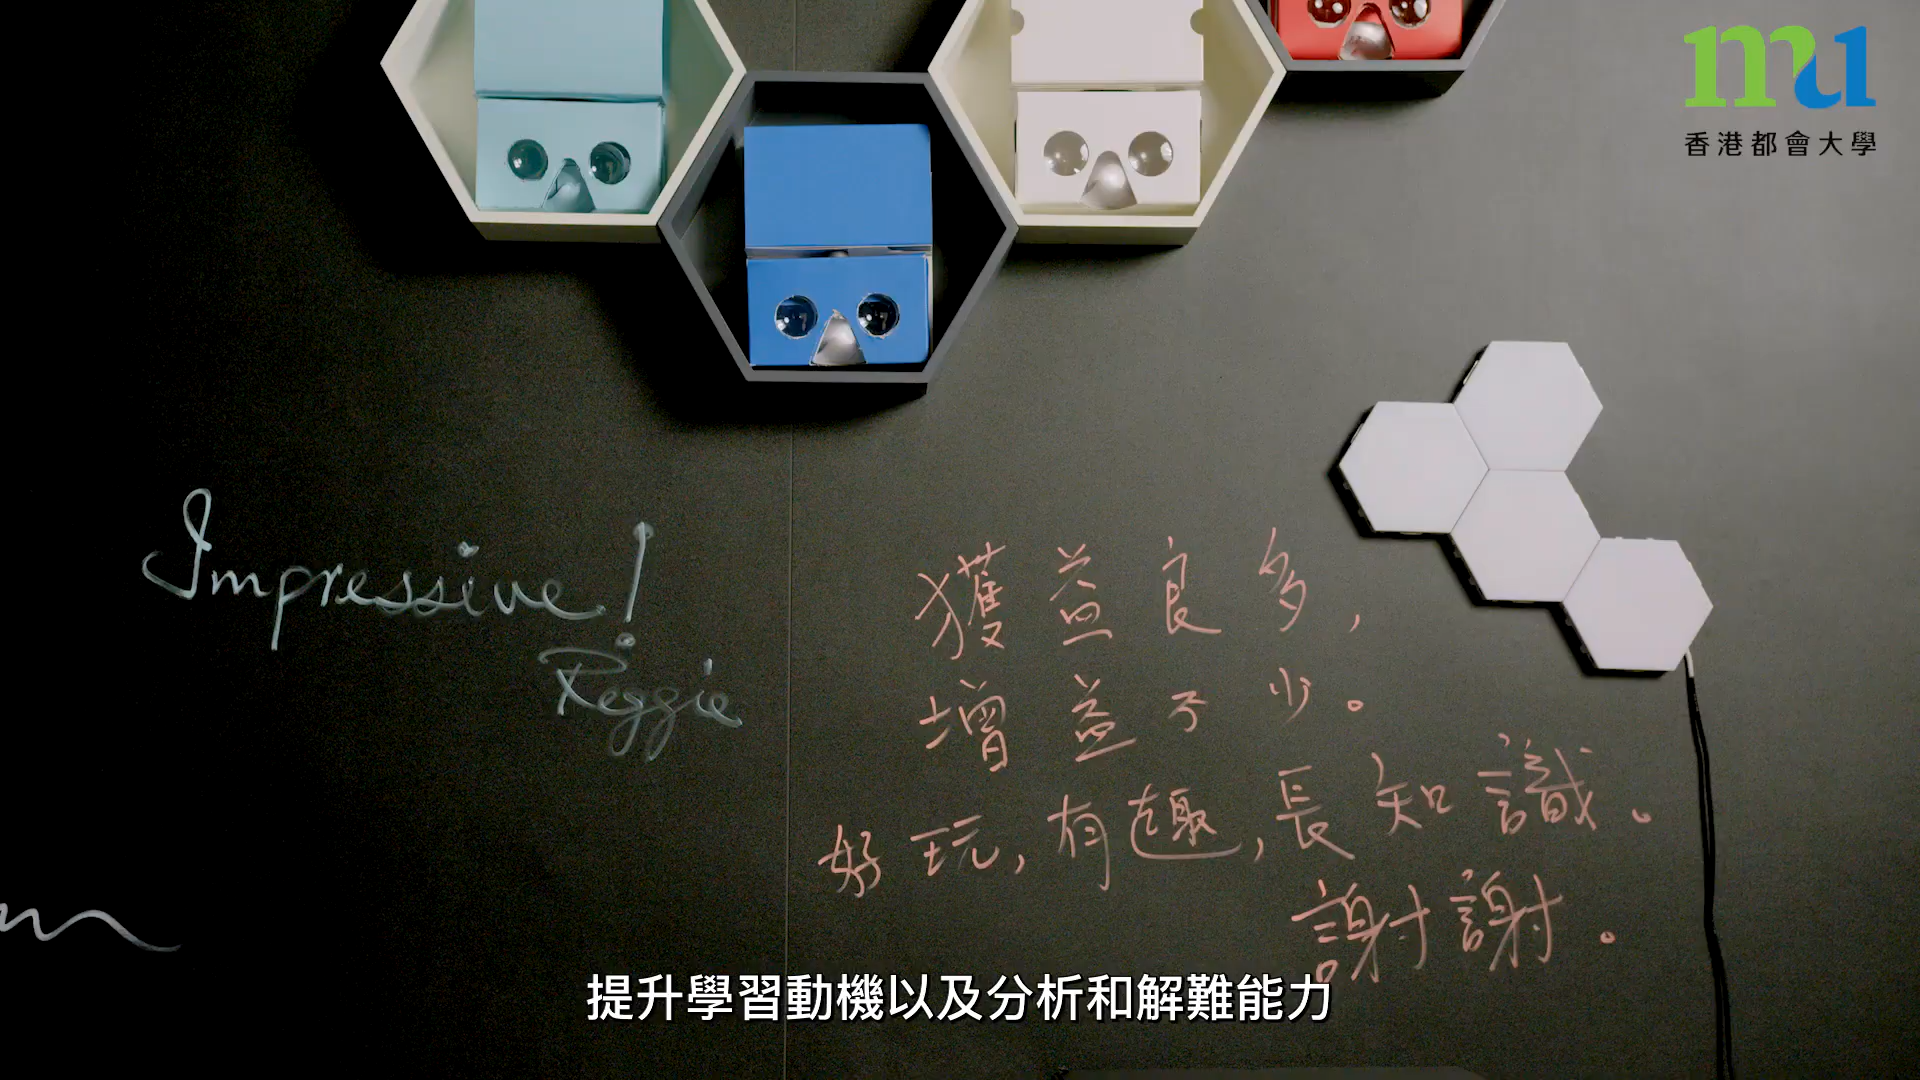 mu
香港都會大學
Impressive!
Reggie
獲益良多,
增益不少。
好玩,有趣,長知識。
謝謝。
提升學習動機以及分析和解難能力